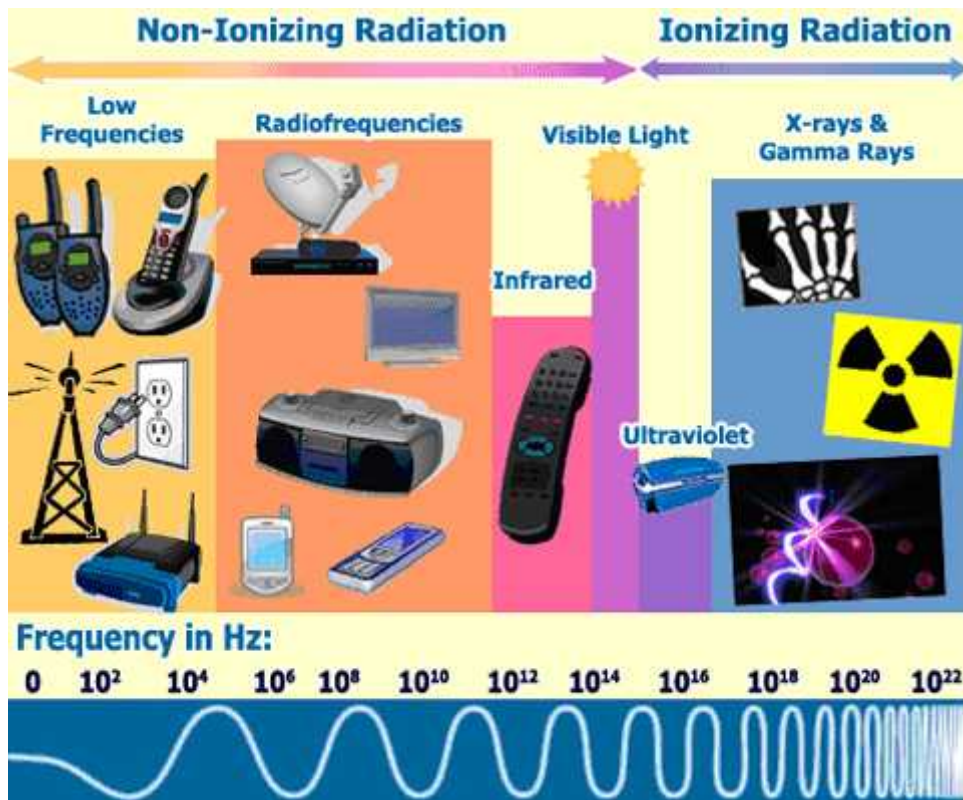 Non-Ionizing Radiation
Ionizing Radiation
Low
Frequencies
Radiofrequencies
Visible Light
X-rays &
Gamma Rays
Infrared
Ultraviolet
Frequency in Hz:
0 10² 10⁴ 10⁶ 10⁸ 10¹⁰ 10¹² 10¹⁴ 10¹⁶ 10¹⁸ 10²⁰ 10²²